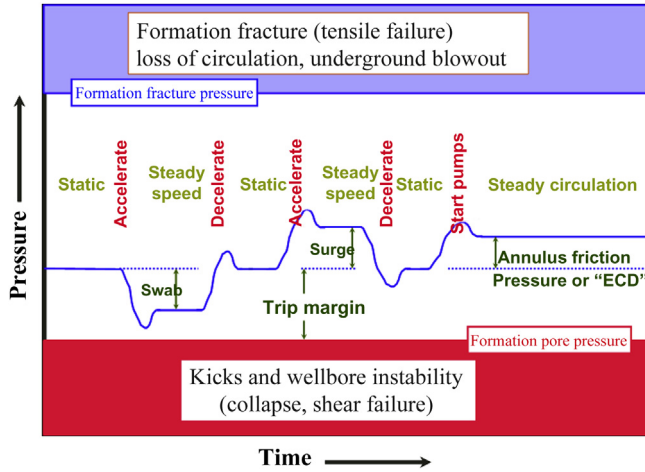 Formation fracture (tensile failure)
loss of circulation, underground blowout
Formation fracture pressure
Static
Accelerate
Steady
speed
Decelerate
Static
Accelerate
Steady
speed
Decelerate
Static
Start pumps
Steady circulation
Pressure
Swab
Surge
Trip margin
Annulus friction
Pressure or “ECD”
Formation pore pressure
Kicks and wellbore instability
(collapse, shear failure)
Time